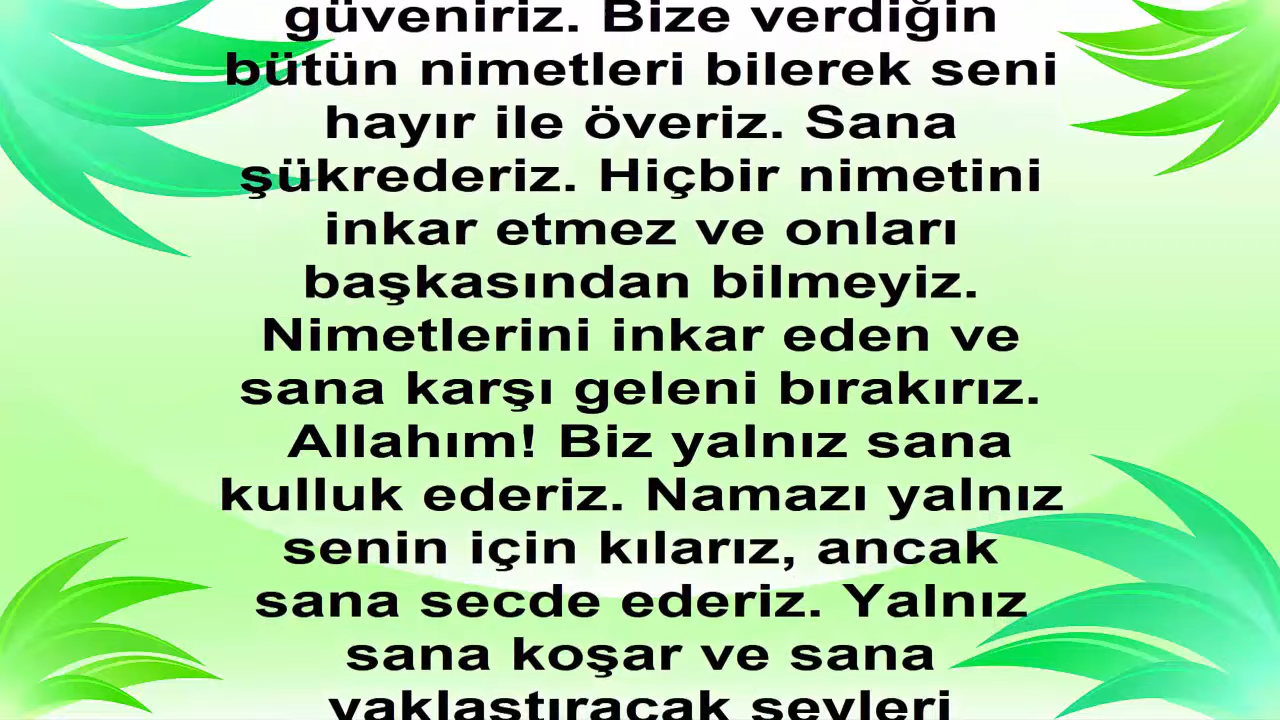 güveniriz. Bize verdiğin
bütün nimetleri bilerek seni
hayır ile överiz. Sana
şükrederiz. Hiçbir nimetini
inkar etmez ve onları
başkasından bilmeyiz.
Nimetlerini inkar eden ve
sana karşı geleni bırakırız.
Allahım! Biz yalnız sana
kulluk ederiz. Namazı yalnız
senin için kılarız, ancak
sana secde ederiz. Yalnız
sana koşar ve sana
yaklaştıracak şeyleri